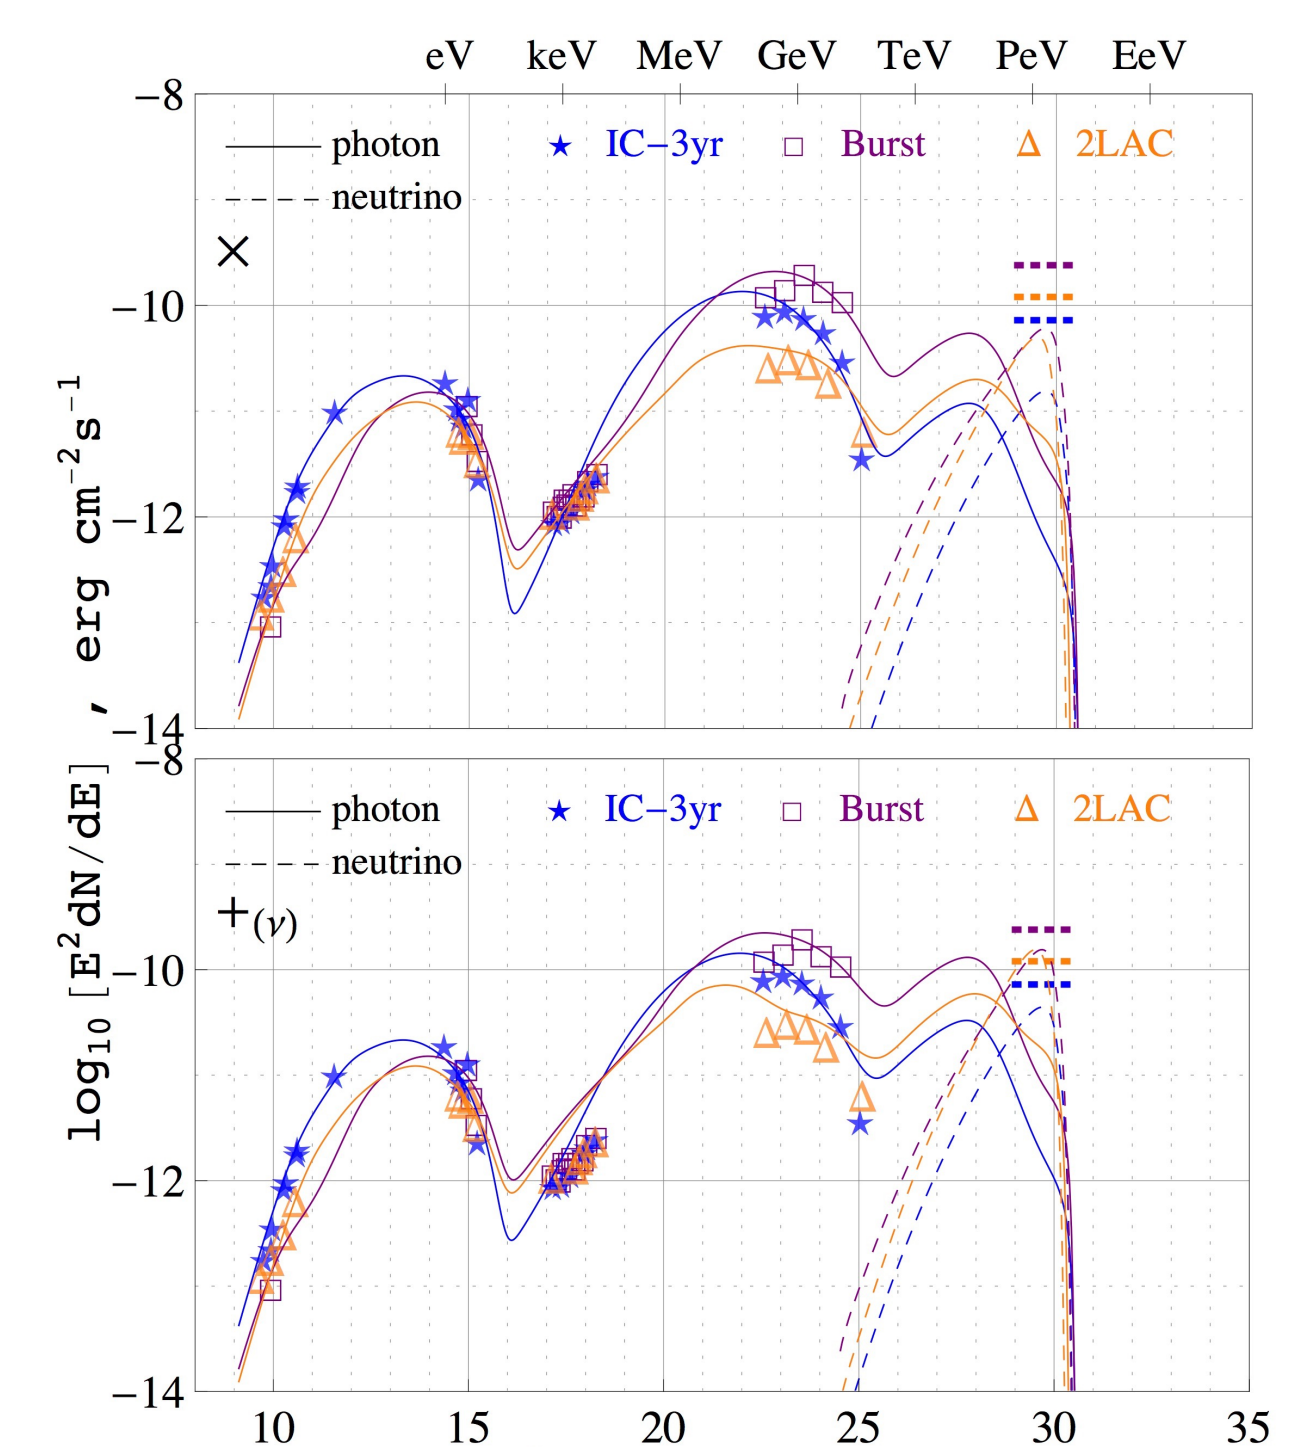 eV keV MeV GeV TeV PeV EeV
−8
photon ★ IC−3yr □ Burst Δ 2LAC
neutrino
×
−10
−12
−14
−8
photon ★ IC−3yr □ Burst Δ 2LAC
neutrino
+(ν)
−10
−12
−14
10 15 20 25 30 35
log₁₀[E²dN/dE] , erg cm⁻²s⁻¹